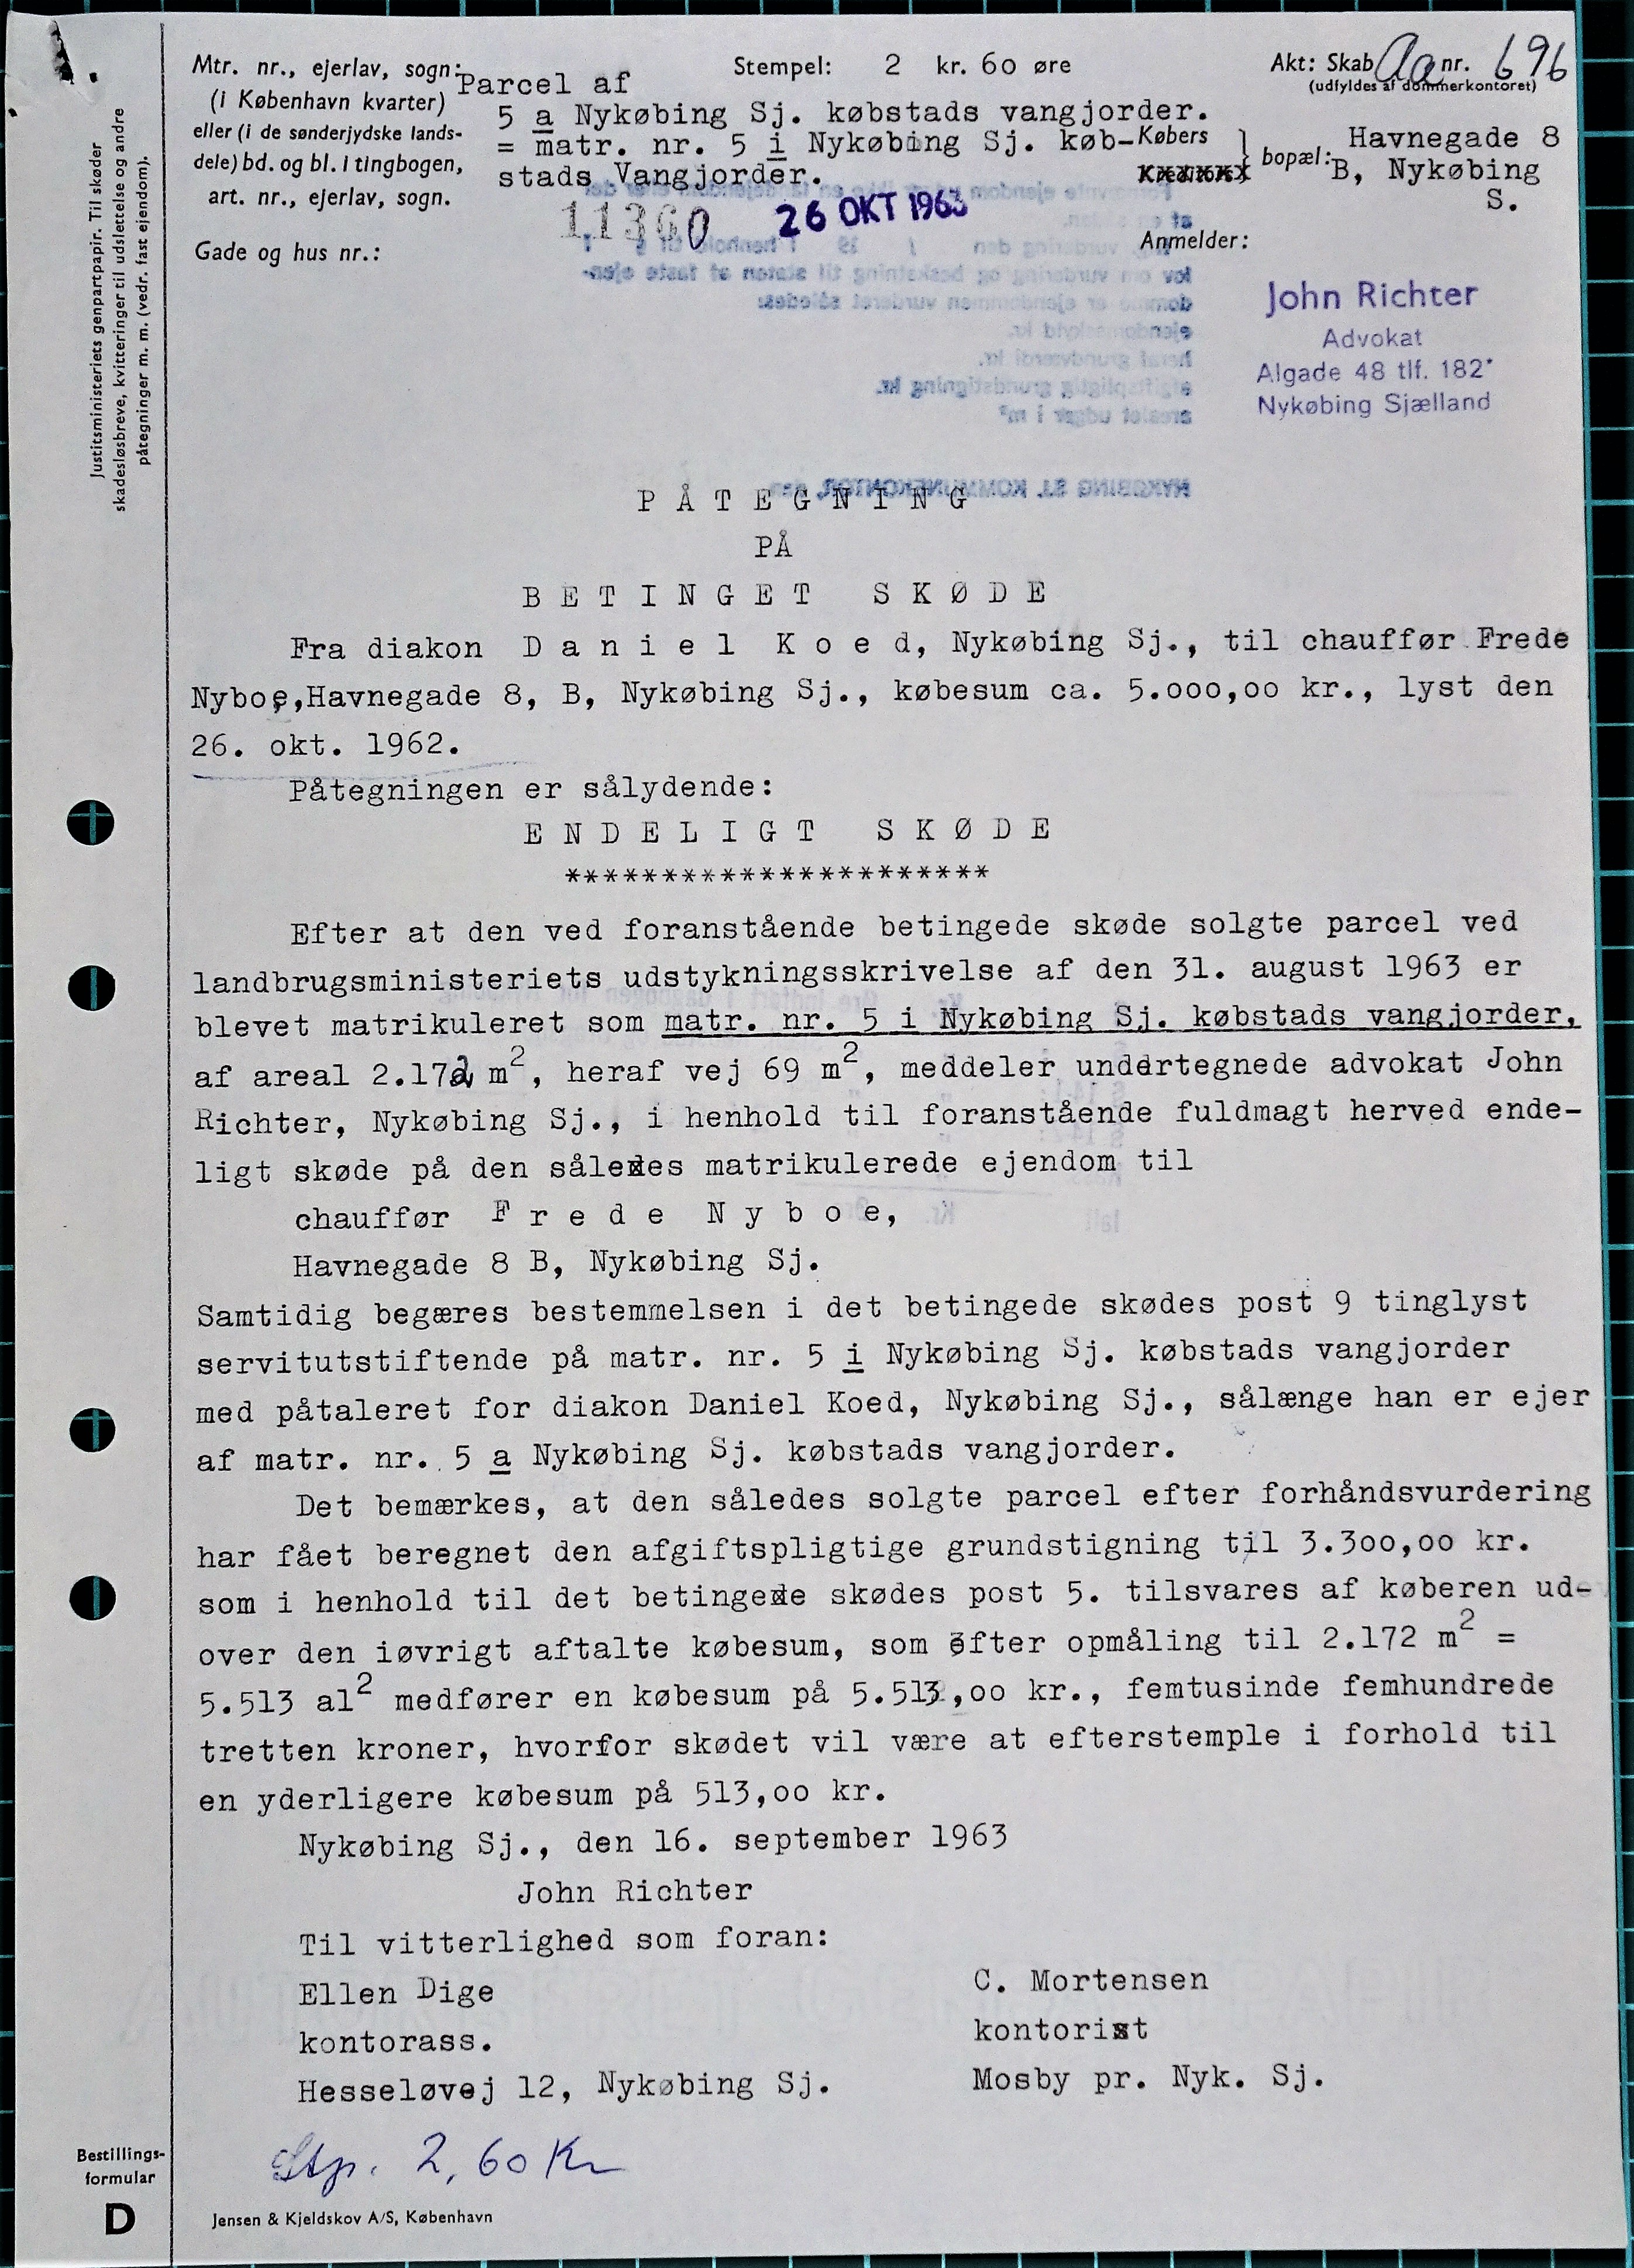 Mtr. nr., ejerlav, sogn: Parcel af
(i København kvarter) 5 a Nykøbing Sj. købstads vangjorder.
eller (i de sønderjydske lands- = matr. nr. 5 i Nykøbing Sj. køb-
dele) bd. og bl. i tingbogen, stads Vangjorder.
art. nr., ejerlav, sogn.
Gade og hus nr.:
Stempel: 2 kr. 60 øre
11360 26 OKT 1963
Akt: Skab Aa nr. 696
(udfyldes af dommerkontoret)
Købers
Kreditors
} bopæl: Havnegade 8
B, Nykøbing
S.
Anmelder:
John Richter
Advokat
Algade 48 tlf. 182*
Nykøbing Sjælland
Justitsministeriets genpartpapir. Til skøder
skadesløsbreve, kvitteringer til udslettelse og andre
påtegninger m. m. (vedr. fast ejendom).
NYKØBING SJ. KOMMUNEKONTOR, den
PÅTEGNING
PÅ
BETINGET SKØDE
Fra diakon Daniel Koed, Nykøbing Sj., til chauffør Frede
Nyboe, Havnegade 8, B, Nykøbing Sj., købesum ca. 5.000,00 kr., lyst den
26. okt. 1962.
Påtegningen er sålydende:
ENDELIGT SKØDE
**********************
Efter at den ved foranstående betingede skøde solgte parcel ved
landbrugsministeriets udstykningsskrivelse af den 31. august 1963 er
blevet matrikuleret som matr. nr. 5 i Nykøbing Sj. købstads vangjorder,
af areal 2.172 m², heraf vej 69 m², meddeler undertegnede advokat John
Richter, Nykøbing Sj., i henhold til foranstående fuldmagt herved ende-
ligt skøde på den således matrikulerede ejendom til
chauffør Frede Nyboe,
Havnegade 8 B, Nykøbing Sj.
Samtidig begæres bestemmelsen i det betingede skødes post 9 tinglyst
servitutstiftende på matr. nr. 5 i Nykøbing Sj. købstads vangjorder
med påtaleret for diakon Daniel Koed, Nykøbing Sj., sålænge han er ejer
af matr. nr. 5 a Nykøbing Sj. købstads vangjorder.
Det bemærkes, at den således solgte parcel efter forhåndsvurdering
har fået beregnet den afgiftspligtige grundstigning til 3.300,00 kr.
som i henhold til det betingede skødes post 5. tilsvares af køberen ud-
over den iøvrigt aftalte købesum, som efter opmåling til 2.172 m² =
5.513 al² medfører en købesum på 5.513,00 kr., femtusinde femhundrede
tretten kroner, hvorfor skødet vil være at efterstemple i forhold til
en yderligere købesum på 513,00 kr.
Nykøbing Sj., den 16. september 1963
John Richter
Til vitterlighed som foran:
Ellen Dige
kontorass.
Hesseløvej 12, Nykøbing Sj.
C. Mortensen
kontorist
Mosby pr. Nyk. Sj.
Stp. 2,60 Kr
Bestillings-
formular
D
Jensen & Kjeldskov A/S, København